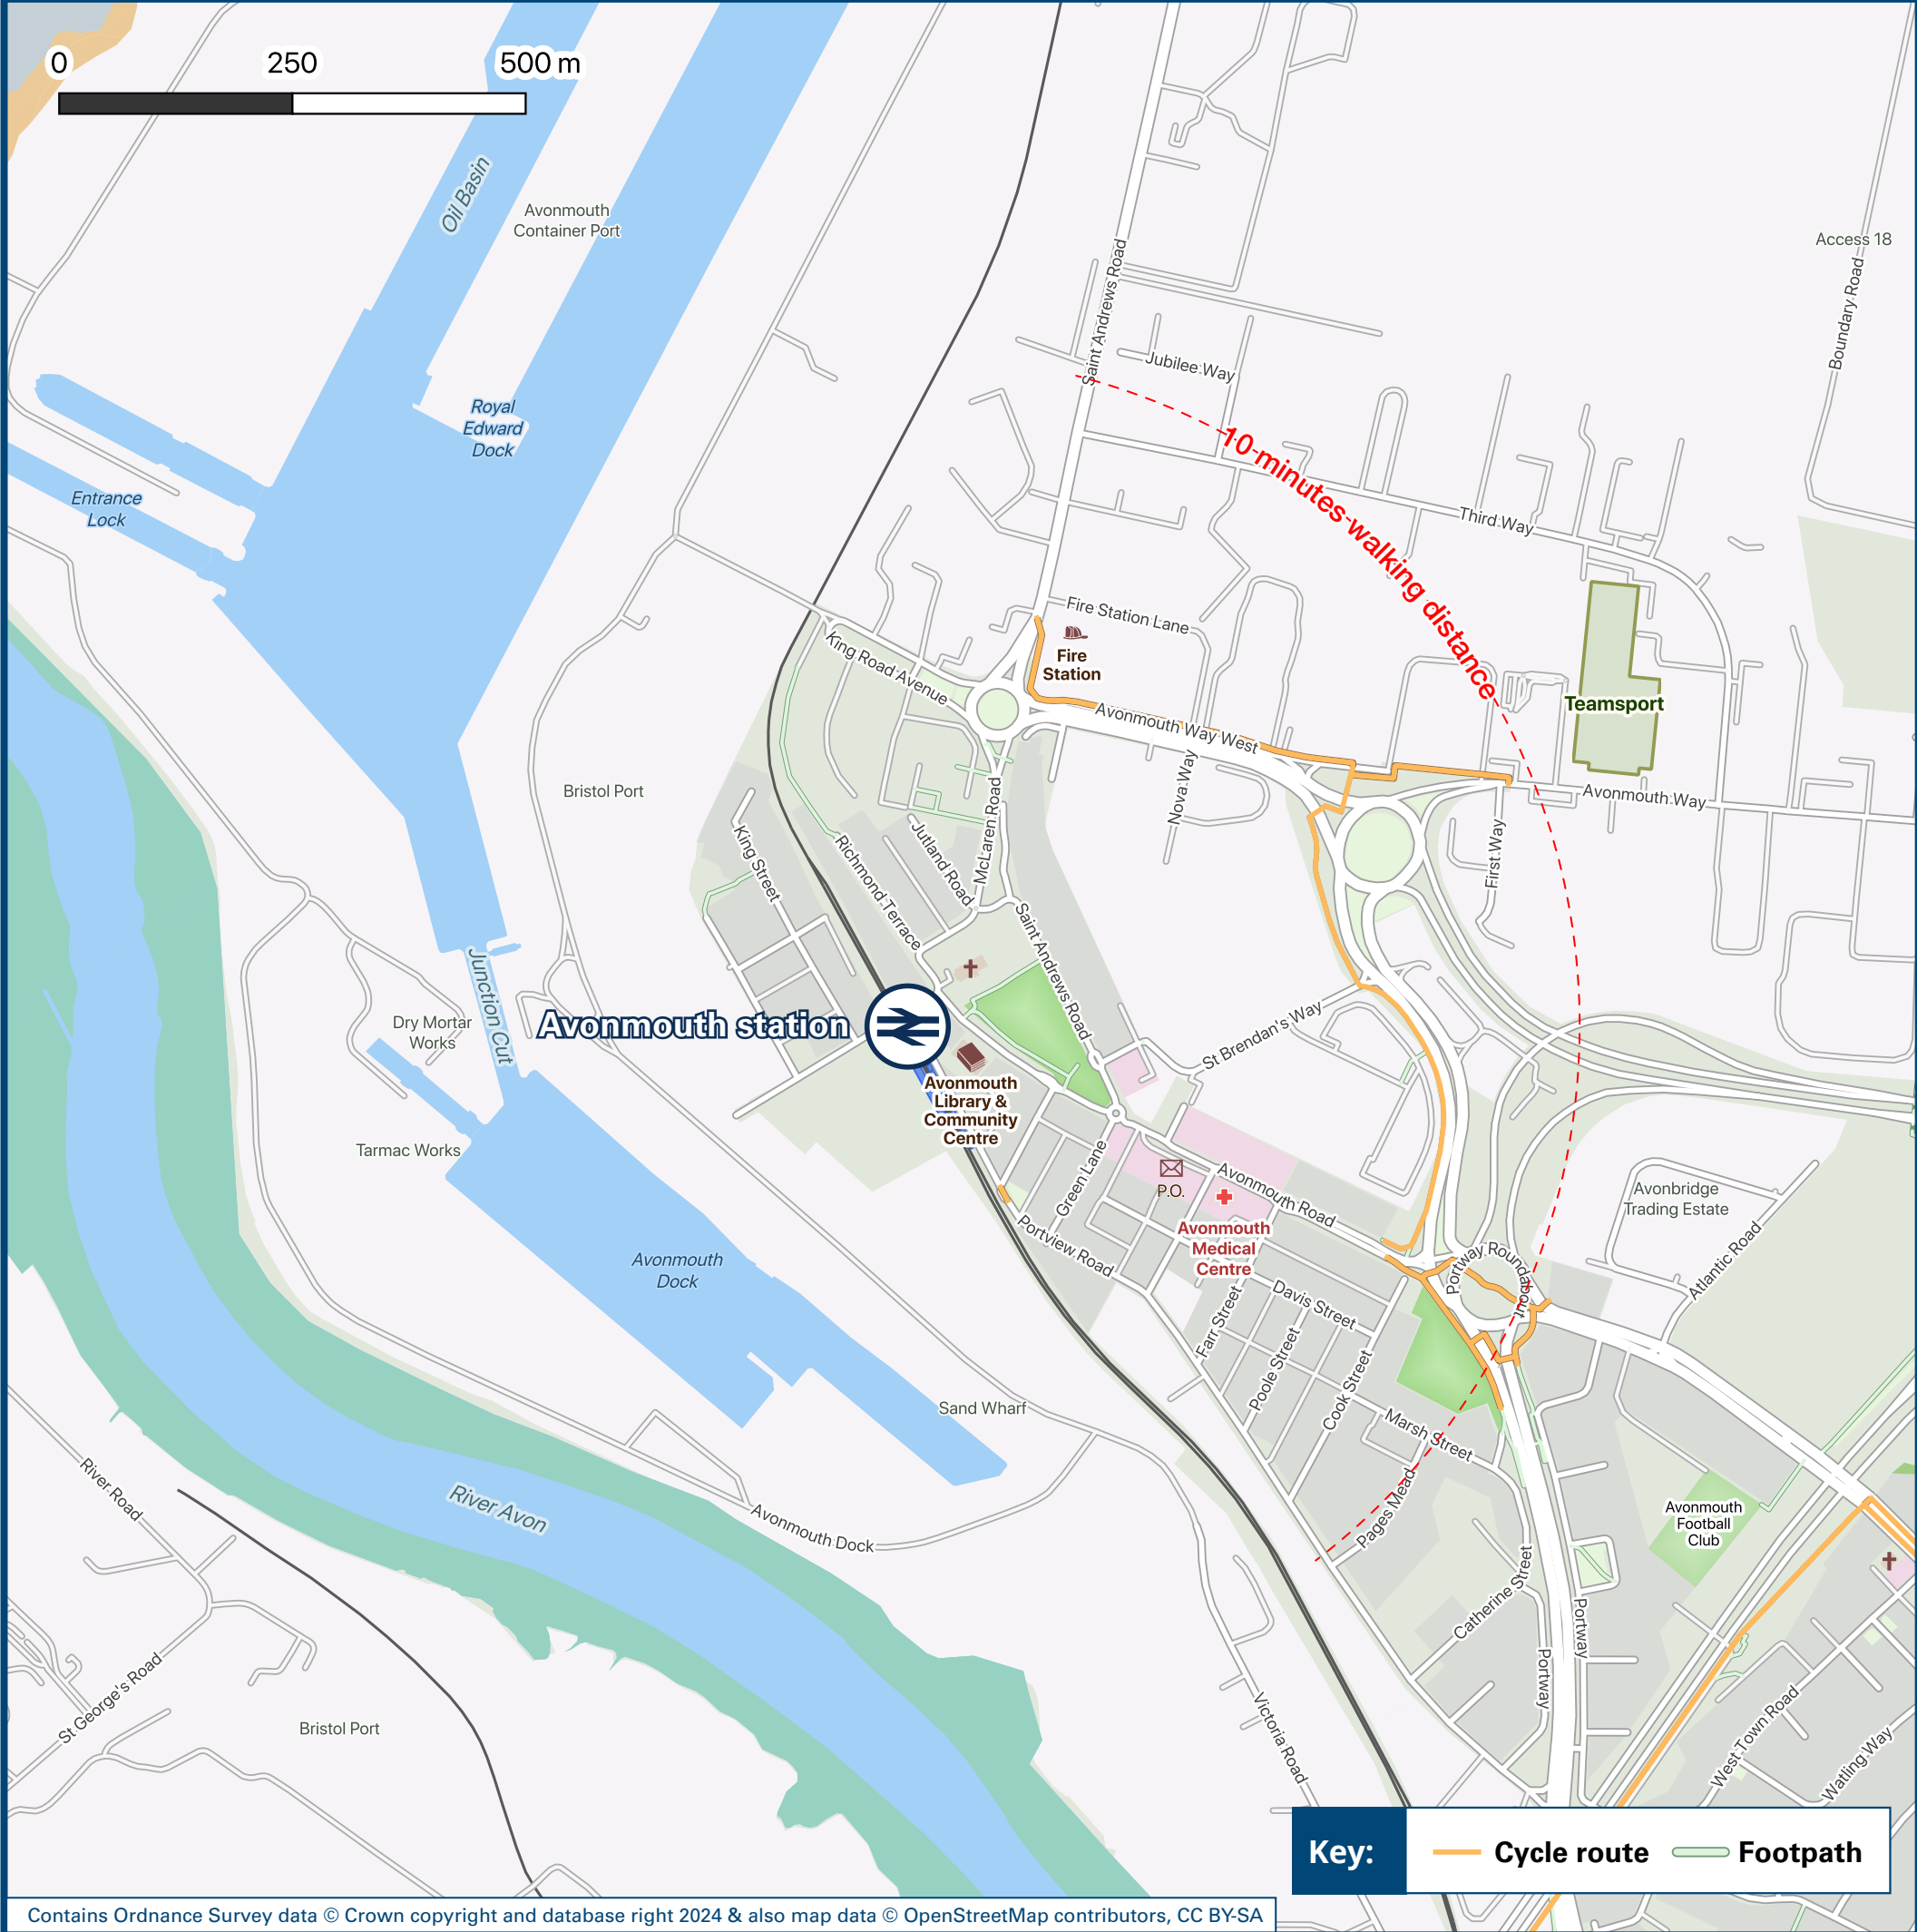 0 250 500 m
Oil Basin
Avonmouth
Container Port
Access 18
Saint Andrews Road
Boundary Road
Jubilee Way
Royal
Edward
Dock
10 minutes walking distance
Entrance
Lock
Third Way
Fire Station Lane
King Road Avenue
Fire
Station
Teamsport
Avonmouth Way West
Nova Way
Bristol Port
Avonmouth Way
King Street
Richmond Terrace
Jutland Road
McLaren Road
First Way
Saint Andrews Road
Junction Cut
Dry Mortar
Works
Avonmouth station
St Brendan's Way
Avonmouth
Library &
Community
Centre
Tarmac Works
Green Lane
P.O.
Avonmouth Road
Avonbridge
Trading Estate
Avonmouth
Medical
Centre
Portview Road
Avonmouth
Dock
Portway Roundabout
Atlantic Road
Davis Street
Farr Street
Poole Street
Cook Street
Sand Wharf
Marsh Street
River Road
Pages Mead
River Avon
Avonmouth Dock
Avonmouth
Football
Club
Catherine Street
Portway
Portway
St George's Road
Bristol Port
Victoria Road
West Town Road
Watling Way
Key: Cycle route Footpath
Contains Ordnance Survey data © Crown copyright and database right 2024 & also map data © OpenStreetMap contributors, CC BY-SA